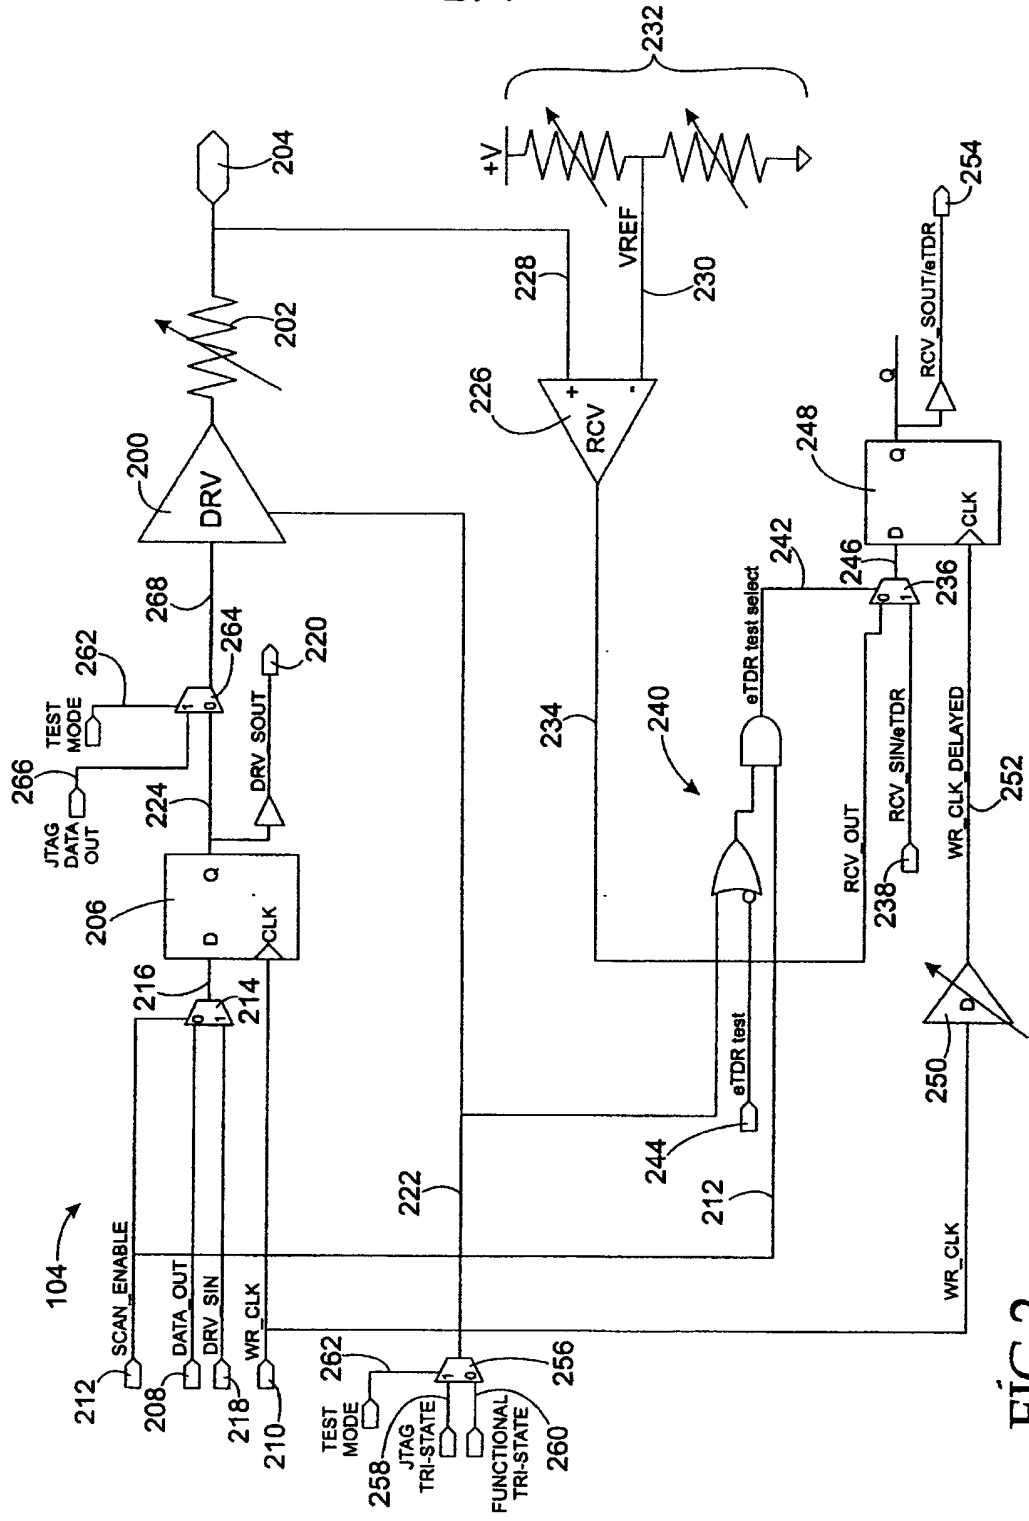 104
SCAN_ENABLE
212
DATA_OUT
208
DRV_SIN
218
WR_CLK
210
0
1
214
216
D
Q
CLK
206
224
DRV_SOUT
220
JTAG
DATA
OUT
266
TEST
MODE
262
1
0
264
268
DRV
200
202
204
TEST
MODE
262
JTAG
TRI-STATE
258
FUNCTIONAL
TRI-STATE
260
1
0
256
222
+
-
RCV
226
228
VREF
230
+V
232
234
240
eTDR test
244
212
eTDR test select
242
RCV_OUT
0
1
236
RCV_SIN/eTDR
238
246
D
Q
CLK
248
Q
RCV_SOUT/eTDR
254
WR_CLK
D
250
WR_CLK_DELAYED
252